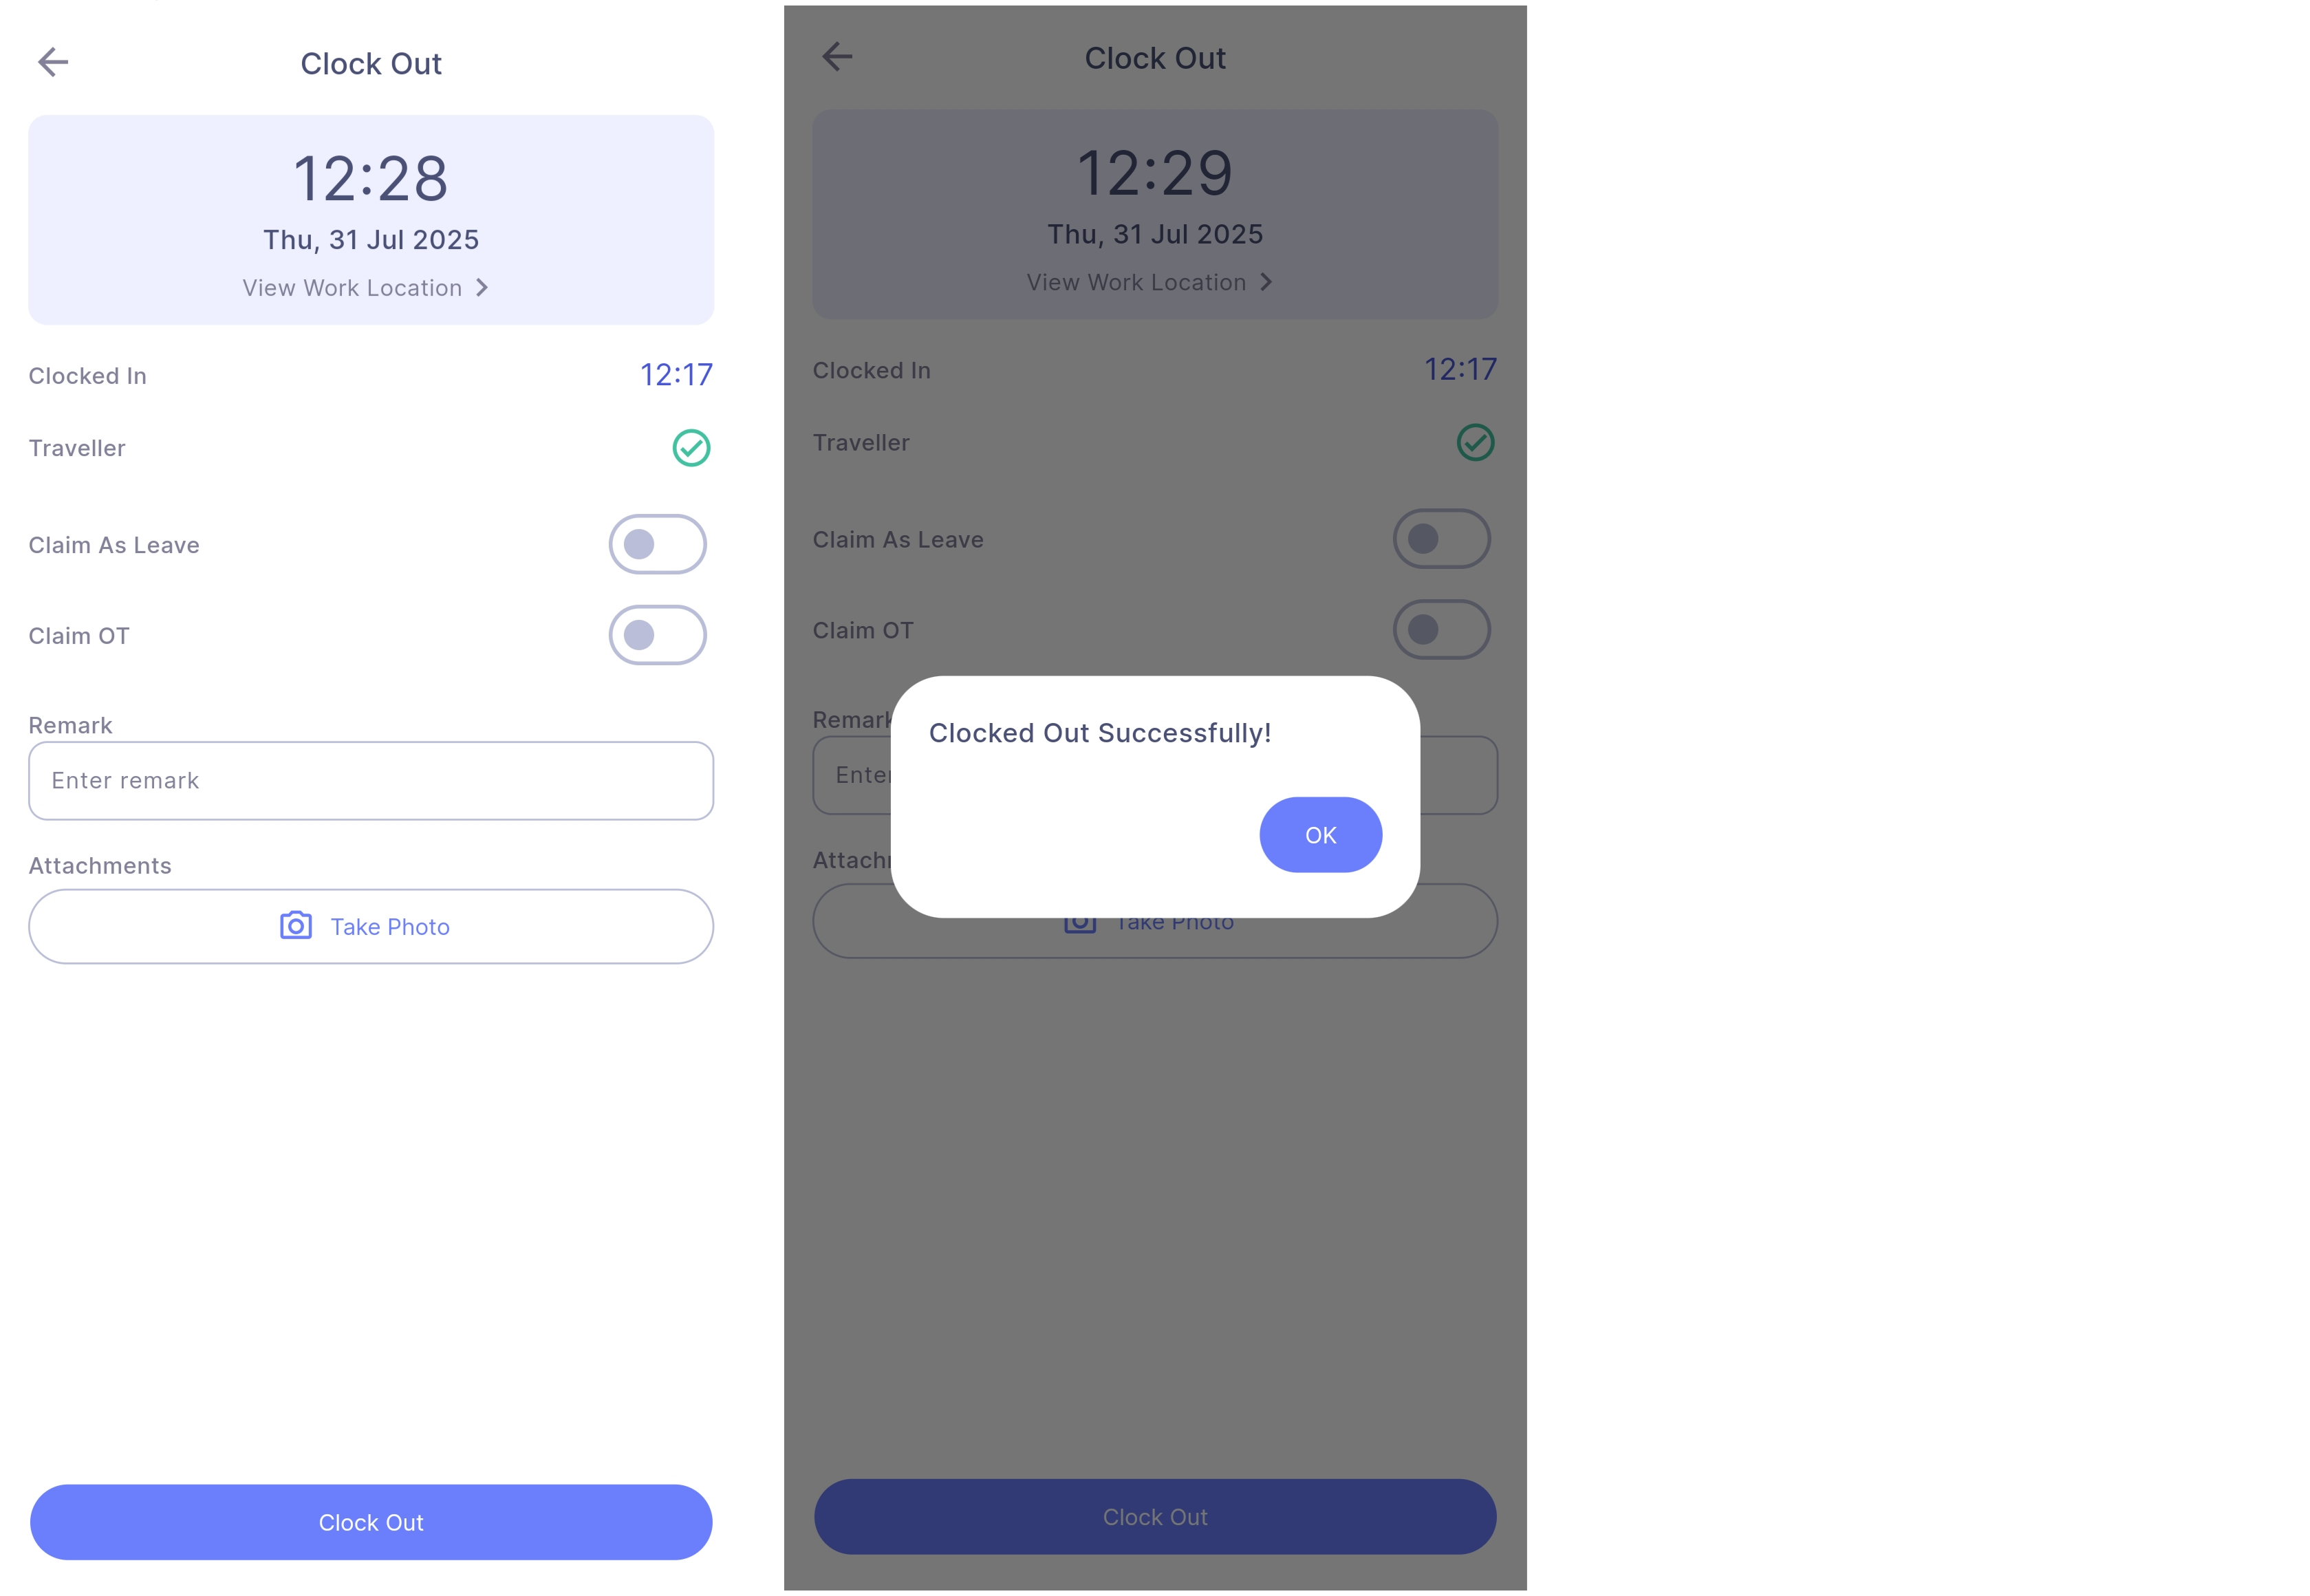 Clock Out
12:28
Thu, 31 Jul 2025
View Work Location
Clocked In 12:17
Traveller
Claim As Leave
Claim OT
Remark
Enter remark
Attachments
Take Photo
Clock Out
Clock Out
12:29
Thu, 31 Jul 2025
View Work Location
Clocked In 12:17
Traveller
Claim As Leave
Claim OT
Remark
Clocked Out Successfully!
Enter
OK
Attachm
Take Photo
Clock Out